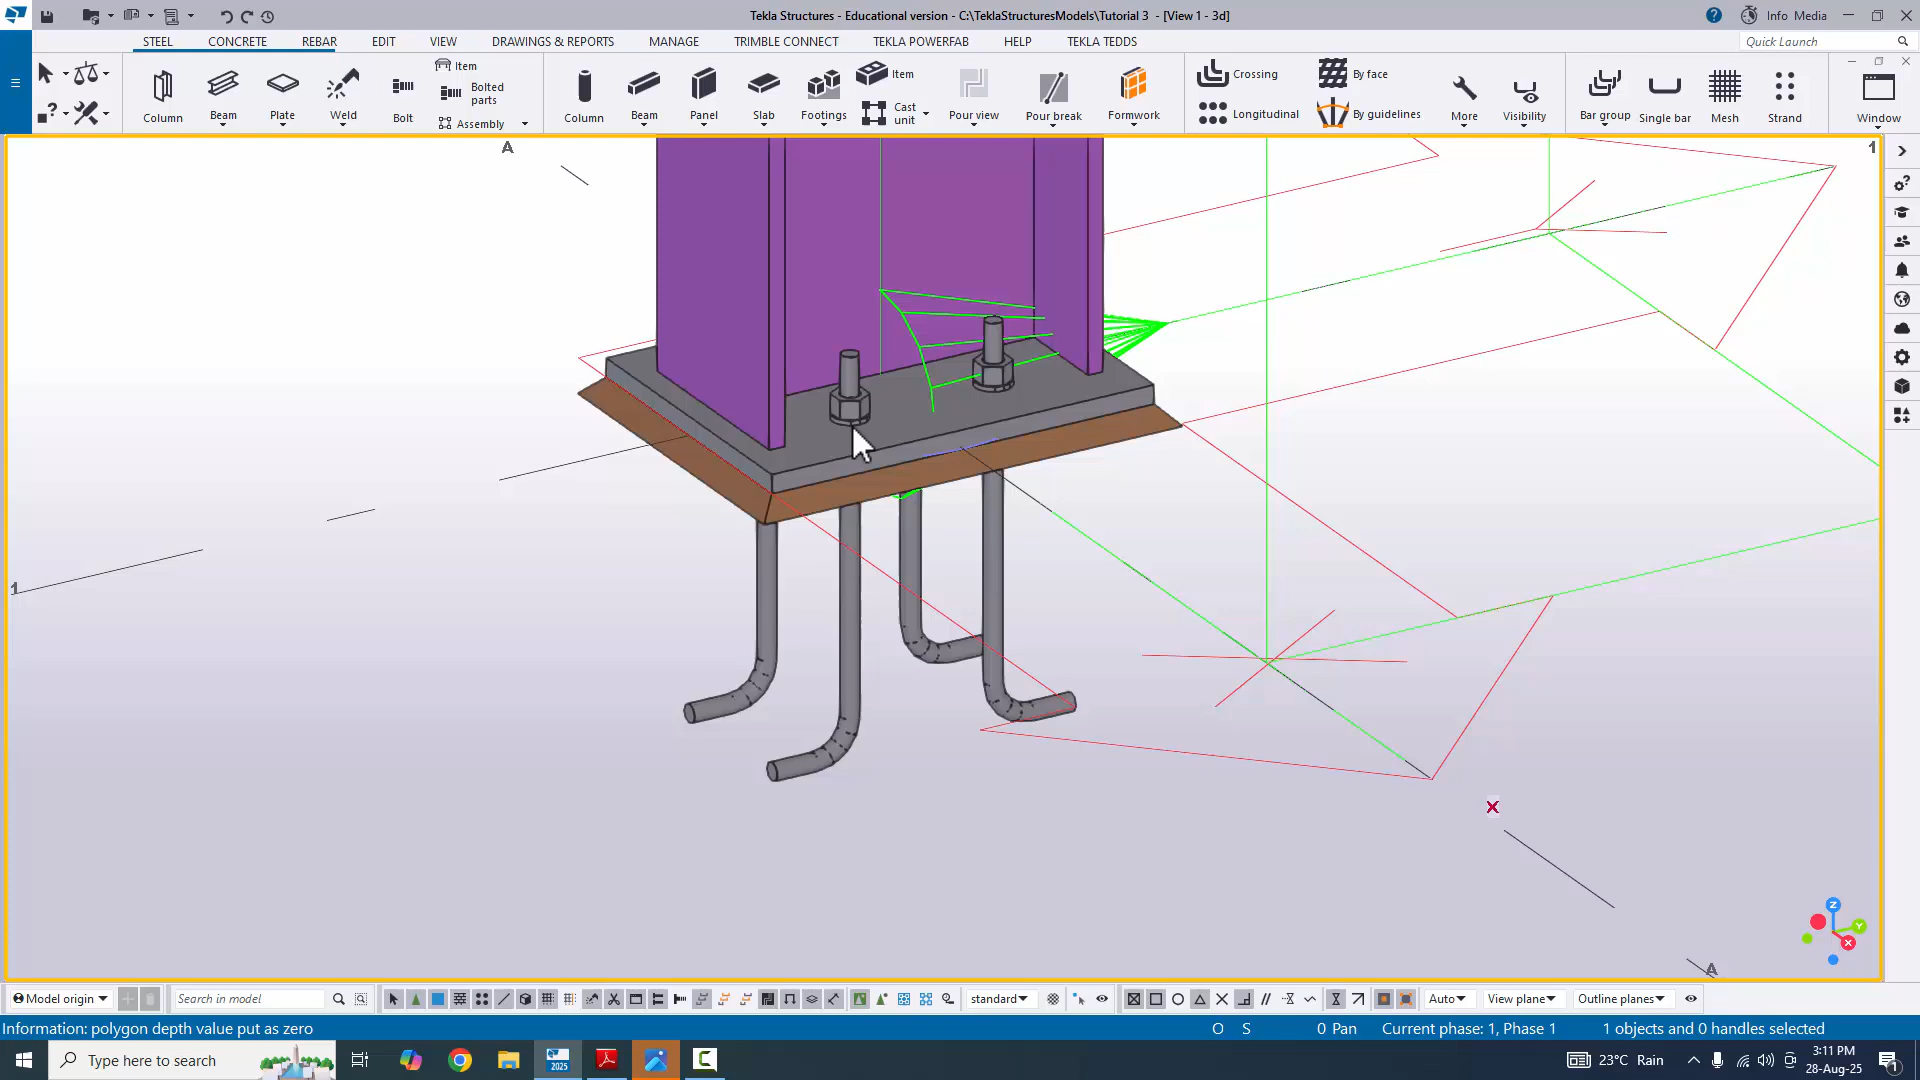 Tekla Structures - Educational version - C:\TeklaStructuresModels\Tutorial 3 - [View 1 - 3d]
Info Media
STEEL CONCRETE REBAR EDIT VIEW DRAWINGS & REPORTS MANAGE TRIMBLE CONNECT TEKLA POWERFAB HELP TEKLA TEDDS
Quick Launch
Column Beam Plate Weld Bolt
Item
Bolted parts
Assembly
Column Beam Panel Slab Footings
Item
Cast unit
Pour view Pour break Formwork
Crossing
Longitudinal
By face
By guidelines
More Visibility
Bar group Single bar Mesh Strand
Window
A
1
1
A
Z
Y
X
Model origin
Search in model
standard
Auto
View plane
Outline planes
Information: polygon depth value put as zero
O S 0 Pan Current phase: 1, Phase 1 1 objects and 0 handles selected
Type here to search
2025
23°C Rain
3:11 PM
28-Aug-25
1